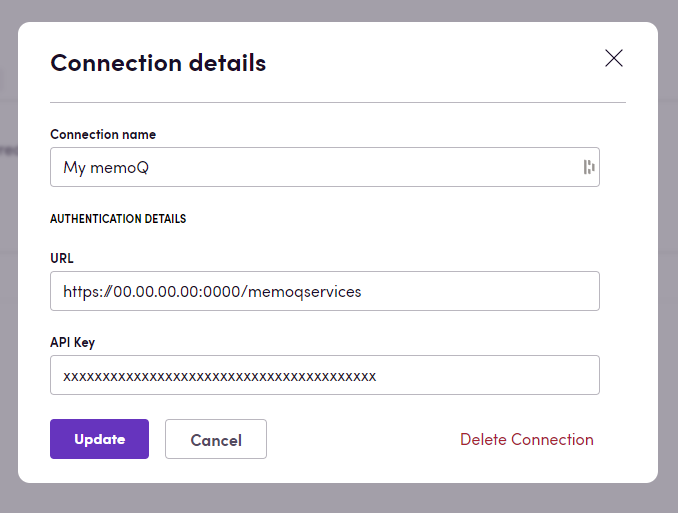 Connection details
Connection name
My memoQ
AUTHENTICATION DETAILS
URL
https://00.00.00.00:0000/memoqservices
API Key
xxxxxxxxxxxxxxxxxxxxxxxxxxxxxxxxxxxxxxxx
Update
Cancel
Delete Connection